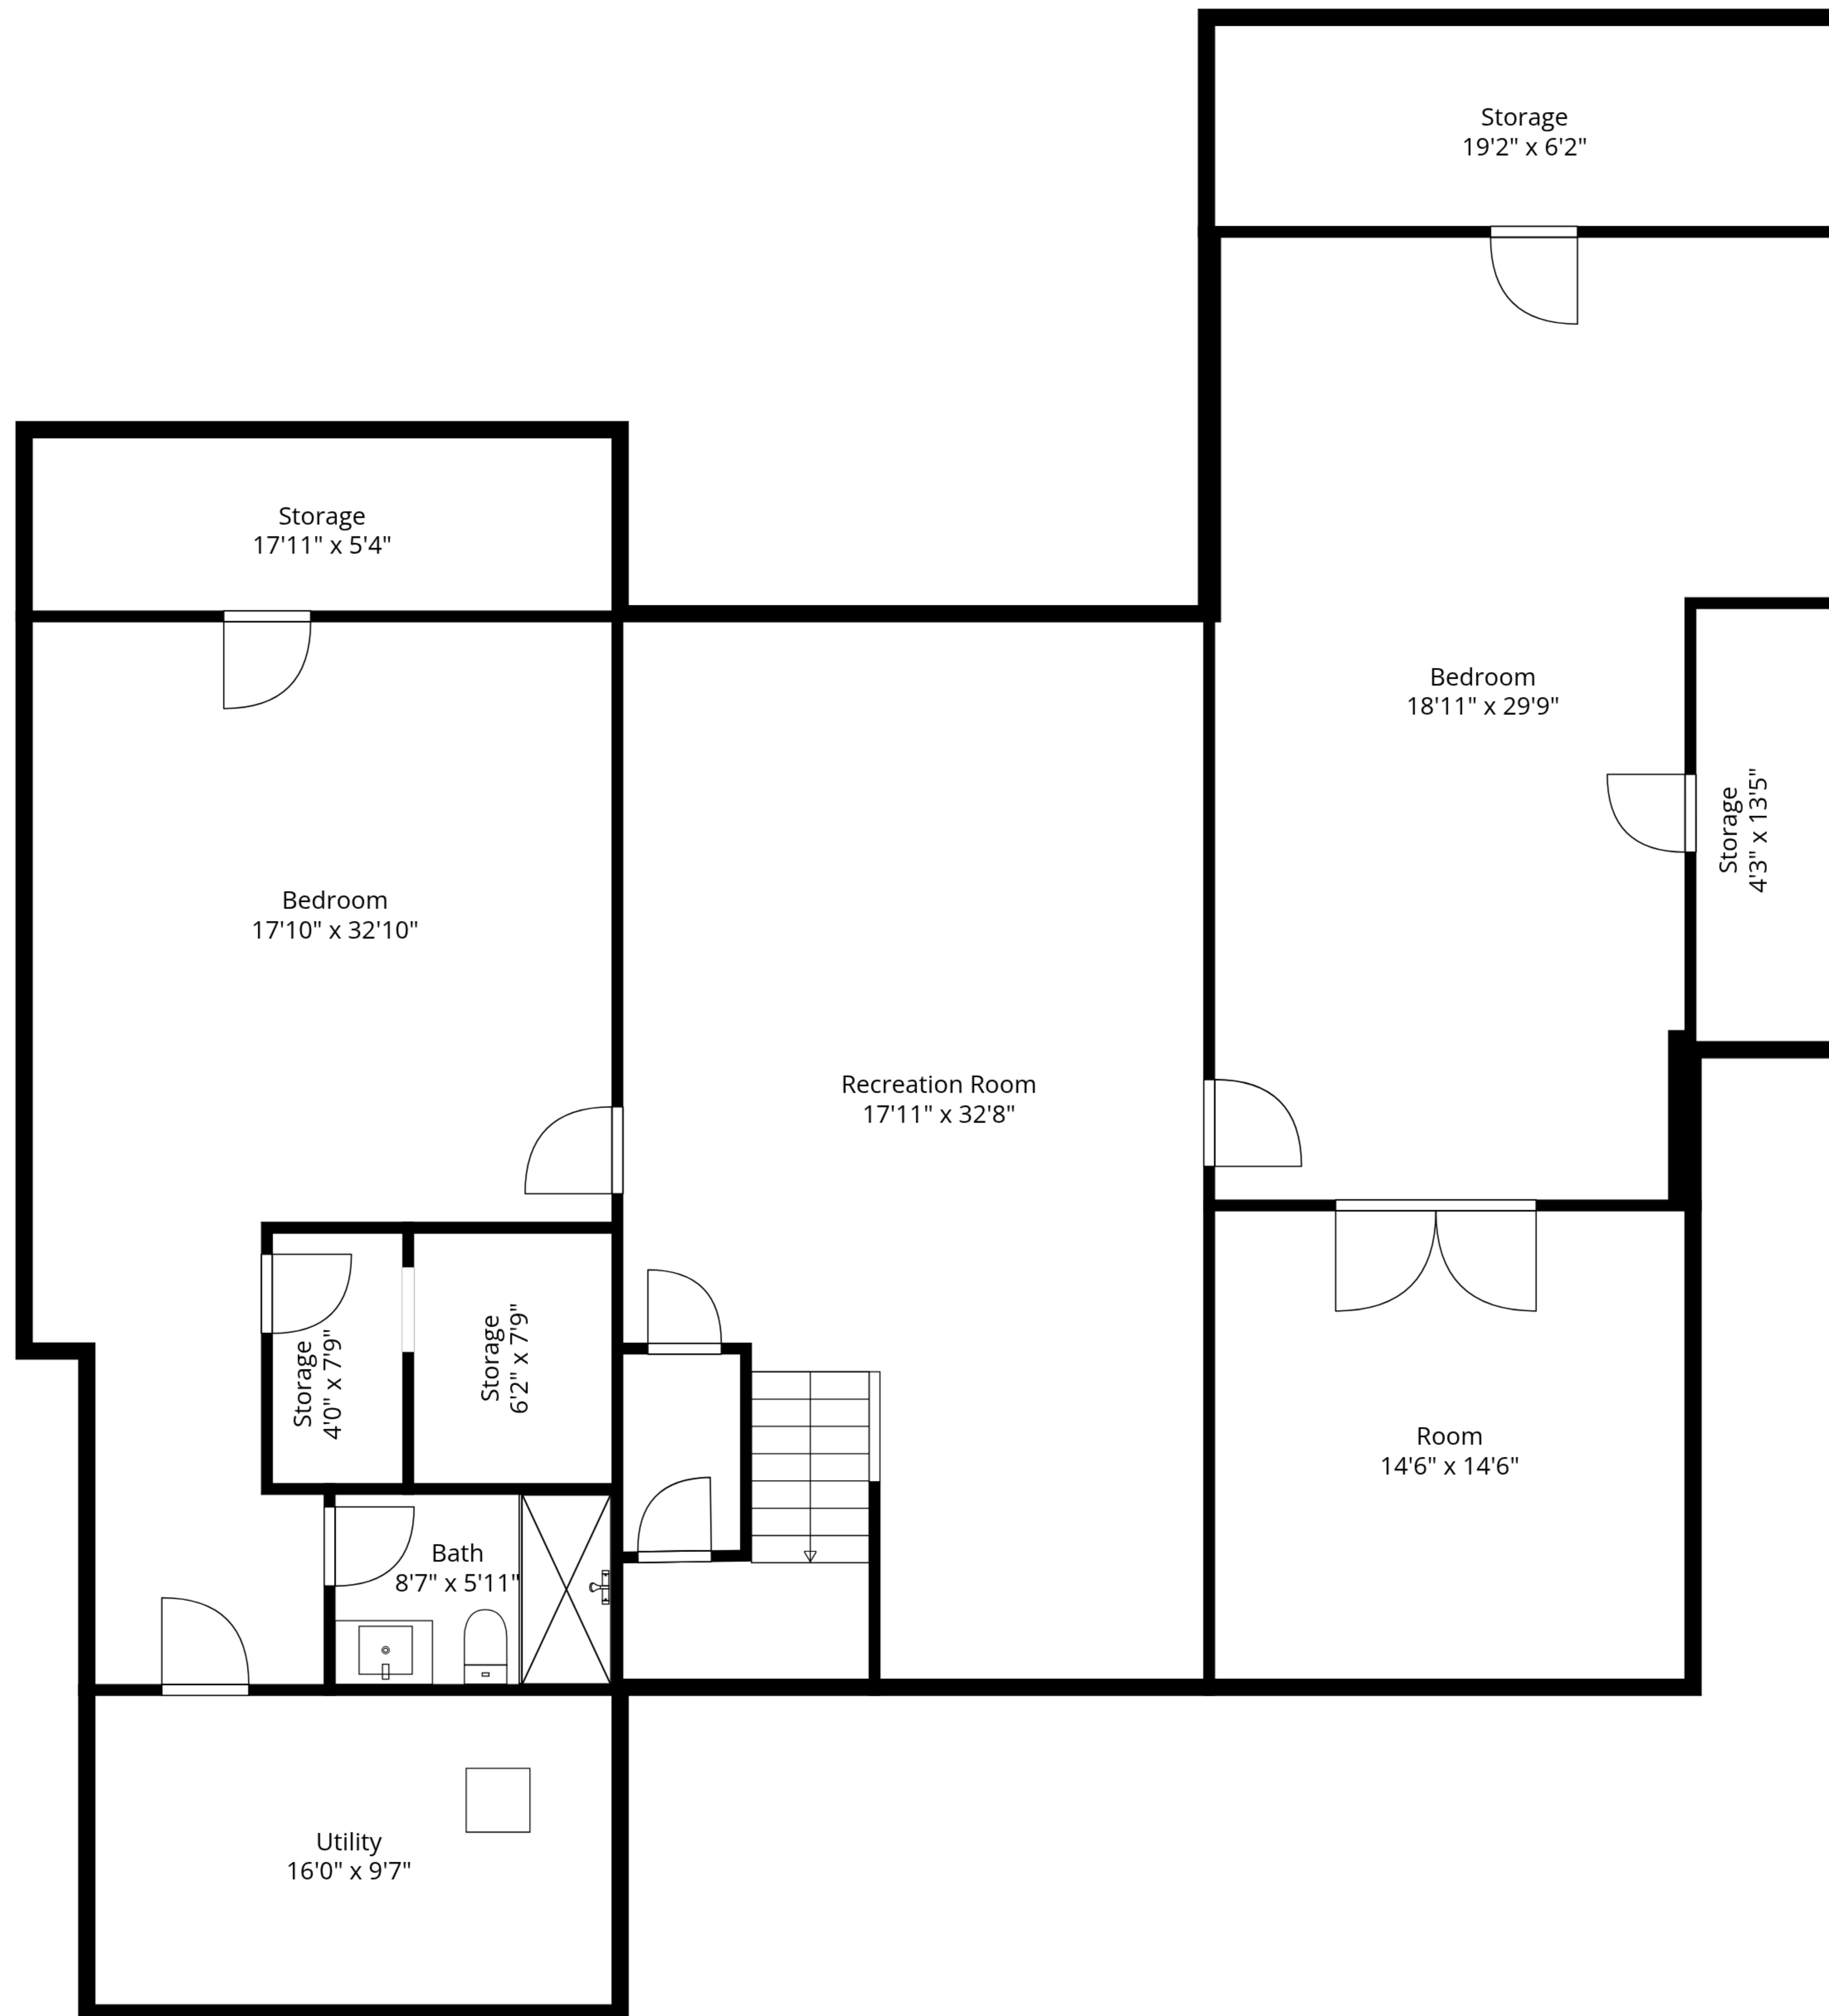 Storage
19'2" x 6'2"
Storage
17'11" x 5'4"
Bedroom
18'11" x 29'9"
Storage
4'3" x 13'5"
Bedroom
17'10" x 32'10"
Recreation Room
17'11" x 32'8"
Storage
4'0" x 7'9"
Storage
6'2" x 7'9"
Room
14'6" x 14'6"
Bath
8'7" x 5'11"
Utility
16'0" x 9'7"